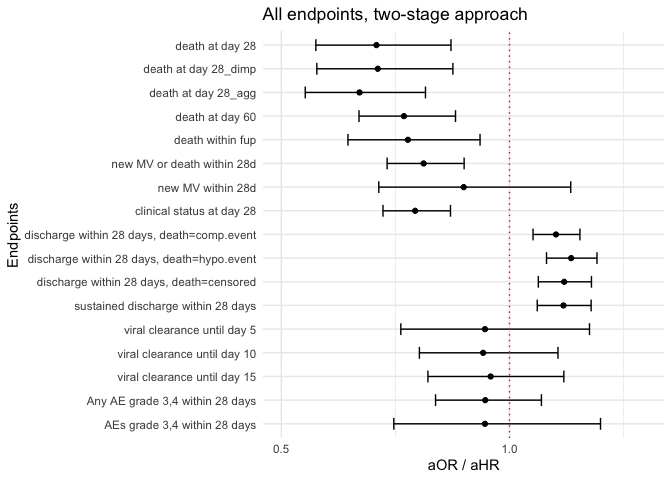 All endpoints, two-stage approach
death at day 28
death at day 28_dimp
death at day 28_agg
death at day 60
death within fup
new MV or death within 28d
new MV within 28d
clinical status at day 28
discharge within 28 days, death=comp.event
discharge within 28 days, death=hypo.event
discharge within 28 days, death=censored
sustained discharge within 28 days
viral clearance until day 5
viral clearance until day 10
viral clearance until day 15
Any AE grade 3,4 within 28 days
AEs grade 3,4 within 28 days
Endpoints
0.5
1.0
aOR / aHR